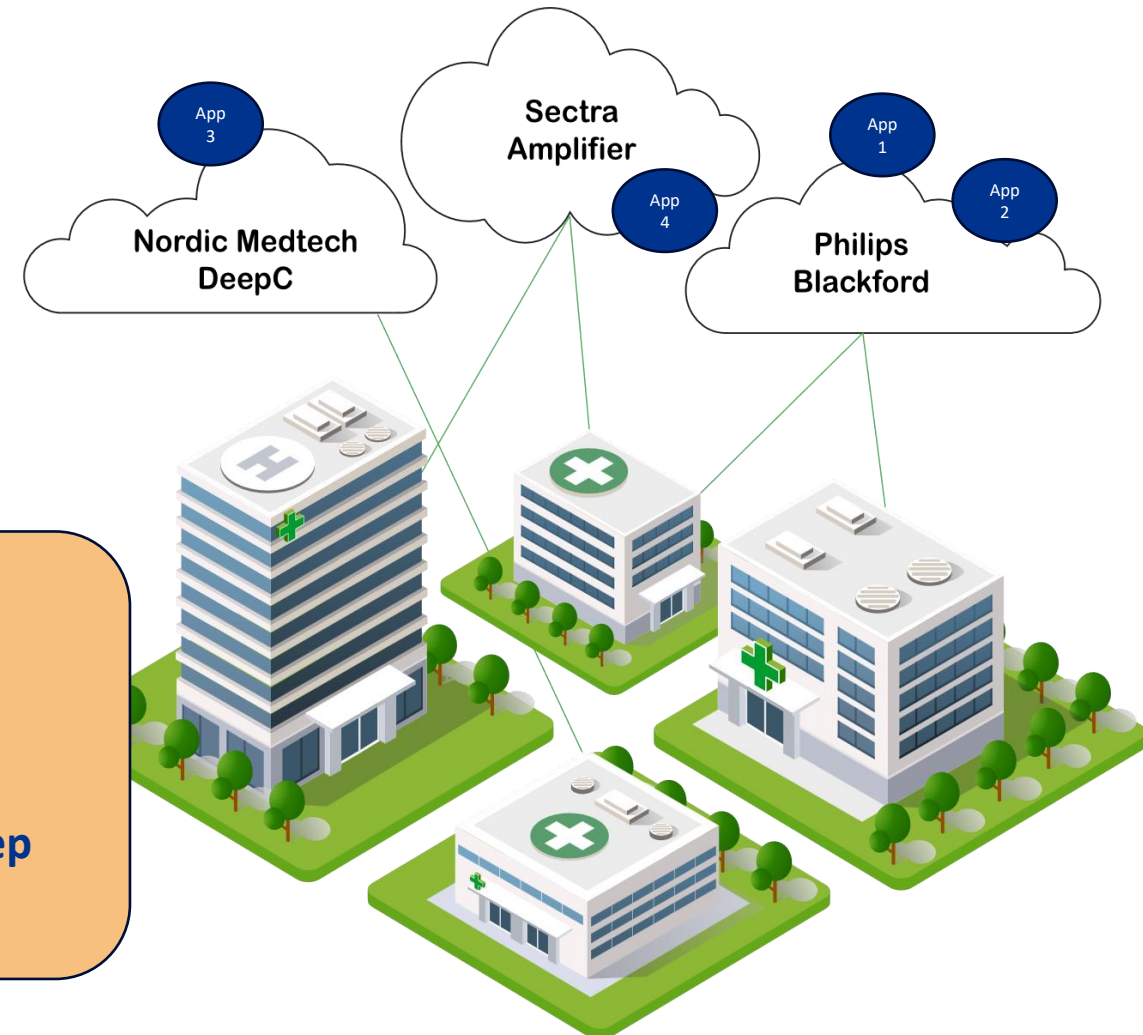 App
3
Sectra
Amplifier
App
1
App
2
App
4
Nordic Medtech
DeepC
Philips
Blackford
H
ep